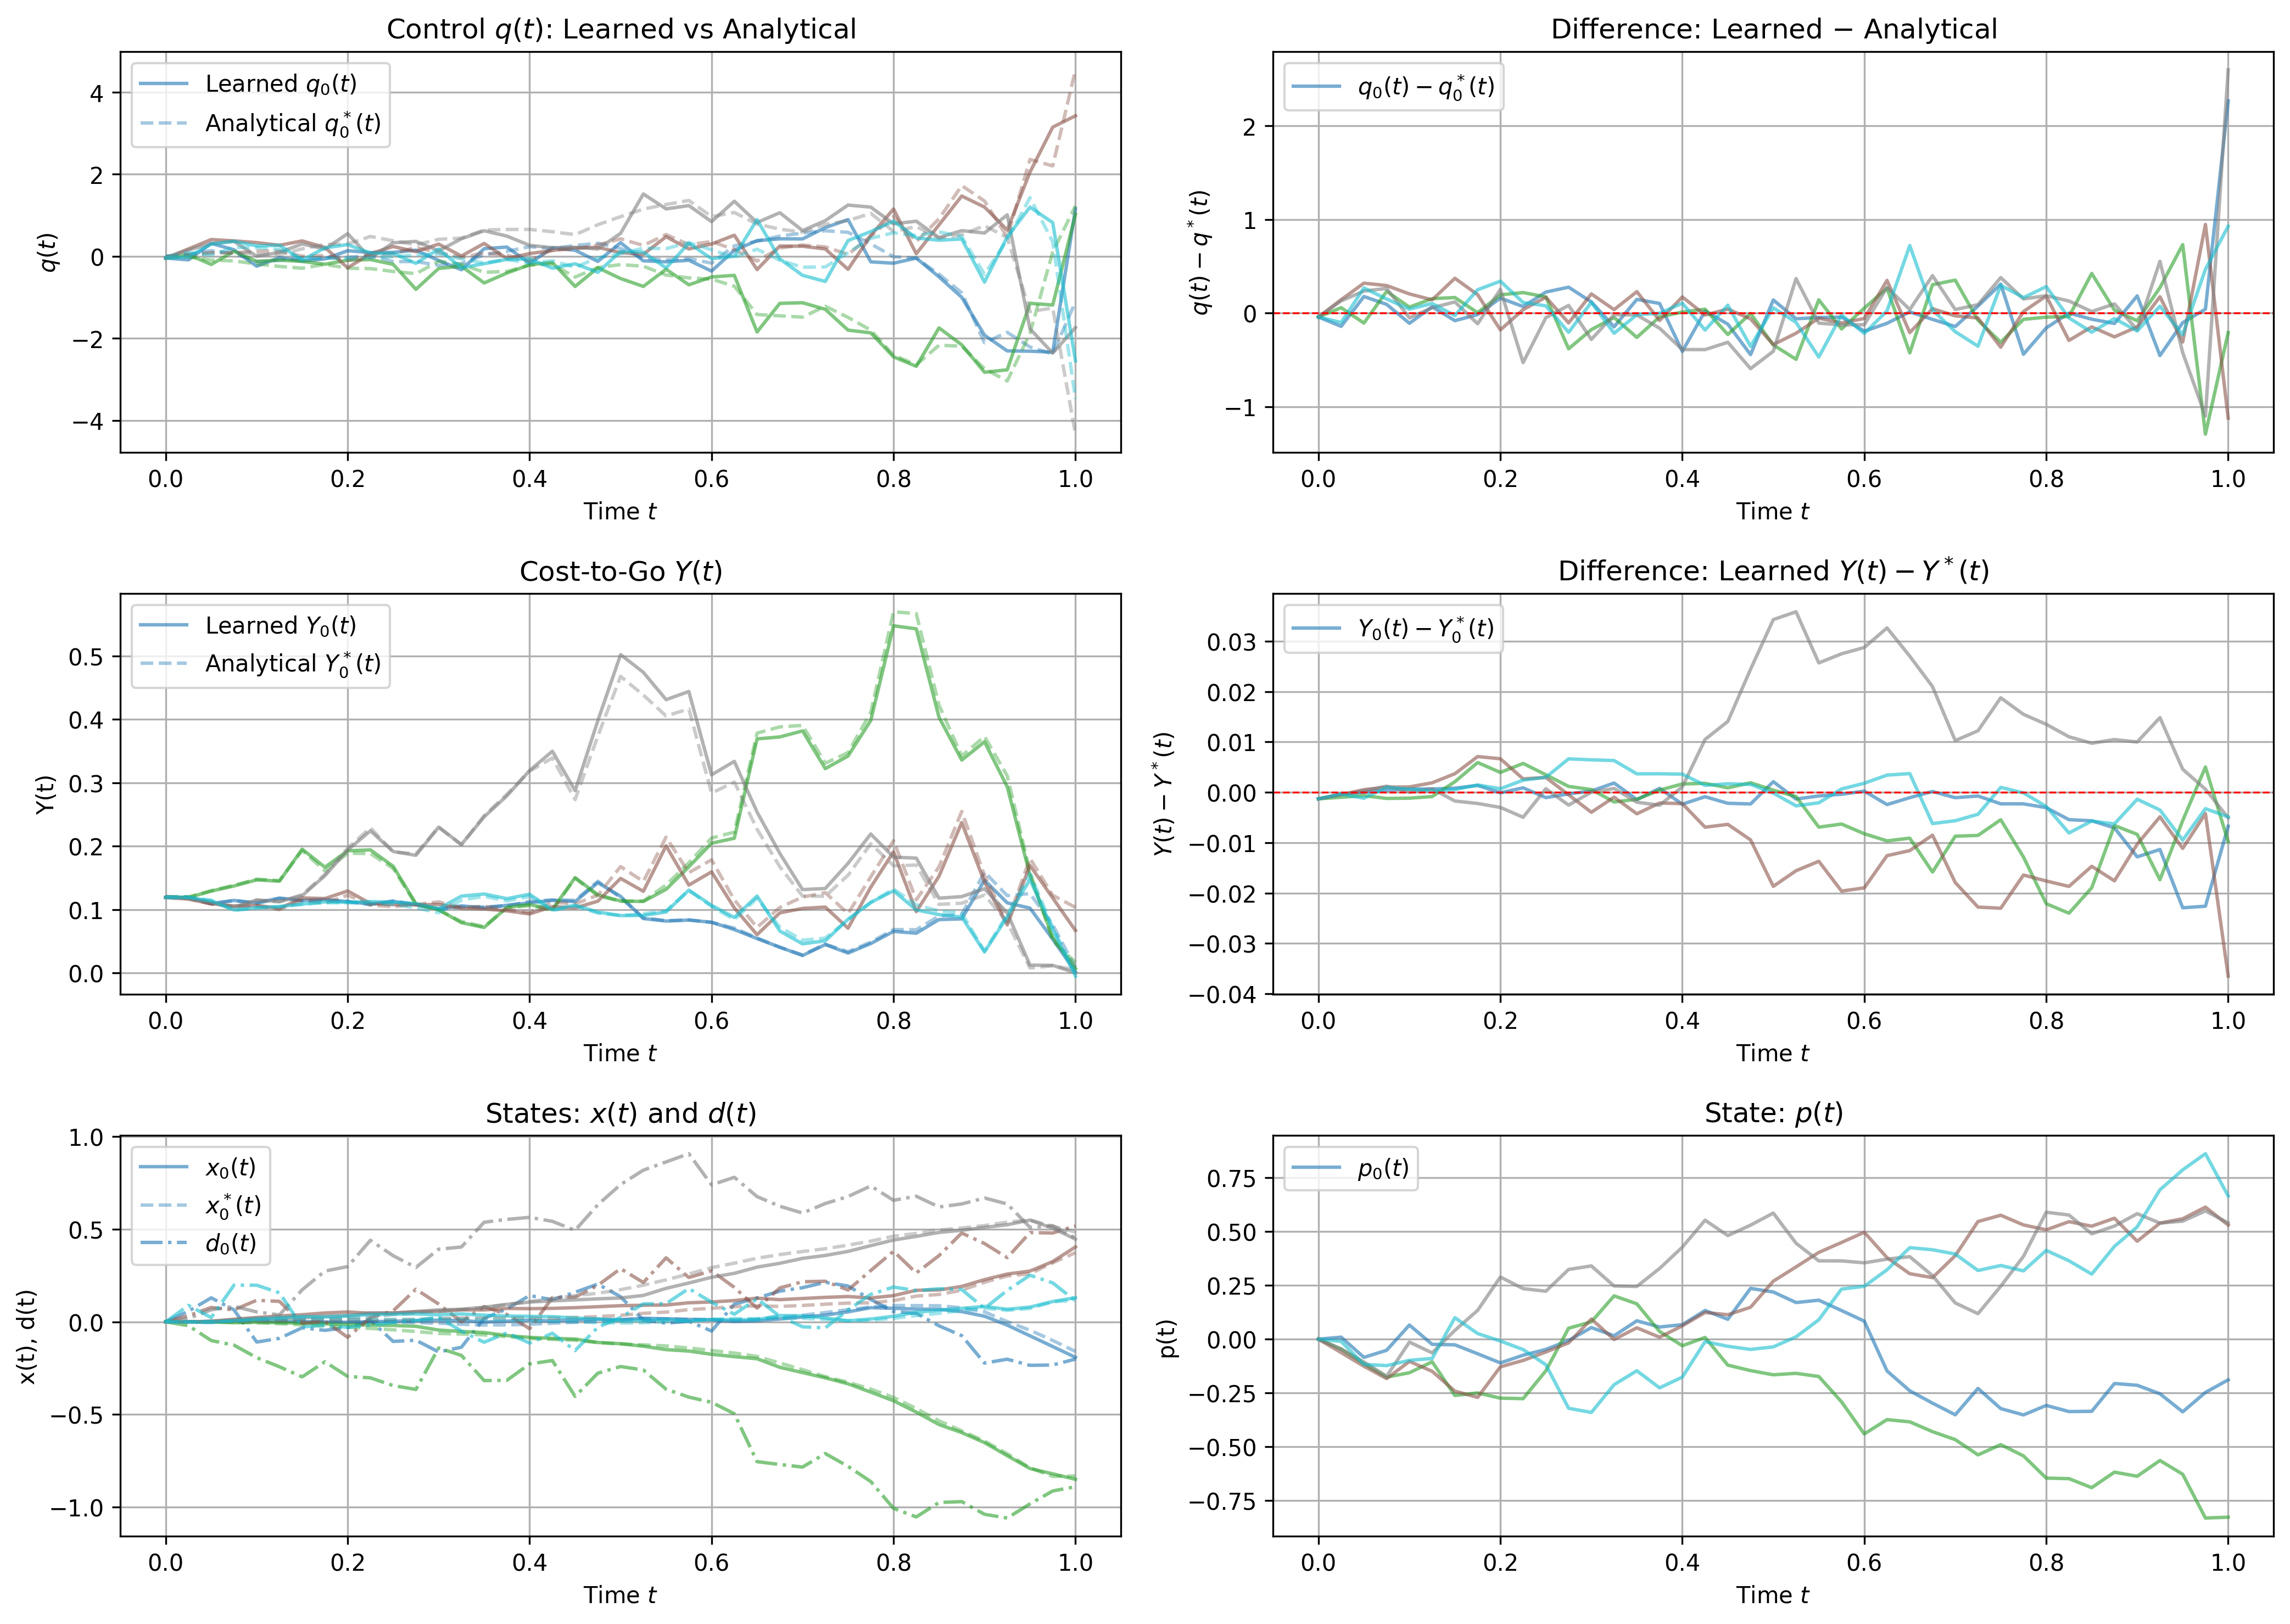 Control q(t): Learned vs Analytical
Learned q₀(t)
Analytical q₀*(t)
q(t)
4
2
0
−2
−4
0.0 0.2 0.4 0.6 0.8 1.0
Time t
Difference: Learned − Analytical
q₀(t) − q₀*(t)
q(t) − q*(t)
2
1
0
−1
0.0 0.2 0.4 0.6 0.8 1.0
Time t
Cost-to-Go Y(t)
Learned Y₀(t)
Analytical Y₀*(t)
Y(t)
0.5
0.4
0.3
0.2
0.1
0.0
0.0 0.2 0.4 0.6 0.8 1.0
Time t
Difference: Learned Y(t) − Y*(t)
Y₀(t) − Y₀*(t)
Y(t) − Y*(t)
0.03
0.02
0.01
0.00
−0.01
−0.02
−0.03
−0.04
0.0 0.2 0.4 0.6 0.8 1.0
Time t
States: x(t) and d(t)
x₀(t)
x₀*(t)
d₀(t)
x(t), d(t)
1.0
0.5
0.0
−0.5
−1.0
0.0 0.2 0.4 0.6 0.8 1.0
Time t
State: p(t)
p₀(t)
p(t)
0.75
0.50
0.25
0.00
−0.25
−0.50
−0.75
0.0 0.2 0.4 0.6 0.8 1.0
Time t